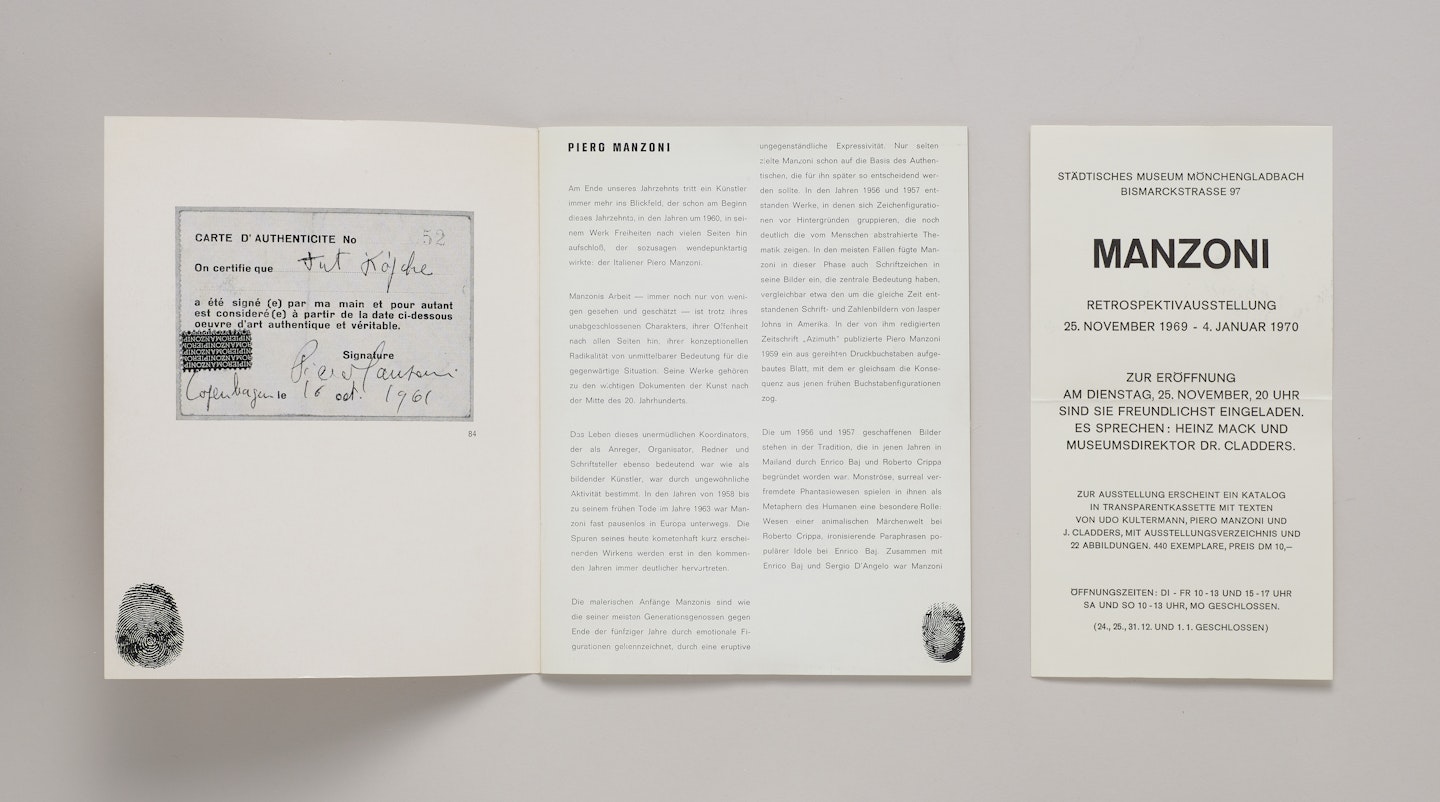 CARTE D'AUTHENTICITE No 52
On certifie que
a été signé (e) par ma main et pour autant
est consideré (e) à partir de la date ci-dessous
oeuvre d'art authentique et véritable.
Signature
Piero Manzoni
Copenhagen le 16 oct. 1961
84
PIERO MANZONI
Am Ende unseres Jahrzehnts tritt ein Künstler
immer mehr ins Blickfeld, der schon am Beginn
dieses Jahrzehnts, in den Jahren um 1960, in sei-
nem Werk Freiheiten nach vielen Seiten hin
aufschloß, der sozusagen wendepunktartig
wirkte: der Italiener Piero Manzoni.
Manzonis Arbeit — immer noch nur von weni-
gen gesehen und geschätzt — ist trotz ihres
unabgeschlossenen Charakters, ihrer Offenheit
nach allen Seiten hin, ihrer konzeptionellen
Radikalität von unmittelbarer Bedeutung für die
gegenwärtige Situation. Seine Werke gehören
zu den wichtigen Dokumenten der Kunst nach
der Mitte des 20. Jahrhunderts.
Das Leben dieses unermüdlichen Koordinators,
der als Anreger, Organisator, Redner und
Schriftsteller ebenso bedeutend war wie als
bildender Künstler, war durch ungewöhnliche
Aktivität bestimmt. In den Jahren von 1958 bis
zu seinem frühen Tode im Jahre 1963 war Man-
zoni fast pausenlos in Europa unterwegs. Die
Spuren seines heute kometenhaft kurz erschei-
nenden Wirkens werden erst in den kommen-
den Jahren immer deutlicher hervortreten.
Die malerischen Anfänge Manzonis sind wie
die seiner meisten Generationsgenossen gegen
Ende der fünfziger Jahre durch emotionale Fi-
gurationen gekennzeichnet, durch eine eruptive
ungegenständliche Expressivität. Nur selten
zielte Manzoni schon auf die Basis des Authen-
tischen, die für ihn später so entscheidend wer-
den sollte. In den Jahren 1956 und 1957 ent-
standen Werke, in denen sich Zeichenfiguratio-
nen vor Hintergründen gruppieren, die noch
deutlich die vom Menschen abstrahierte The-
matik zeigen. In den meisten Fällen fügte Man-
zoni in dieser Phase auch Schriftzeichen in
seine Bilder ein, die zentrale Bedeutung haben,
vergleichbar etwa den um die gleiche Zeit ent-
standenen Schrift- und Zahlenbildern von Jasper
Johns in Amerika. In der von ihm redigierten
Zeitschrift „Azimuth" publizierte Piero Manzoni
1959 ein aus gereihten Druckbuchstaben aufge-
bautes Blatt, mit dem er gleichsam die Konse-
quenz aus jenen frühen Buchstabenfigurationen
zog.
Die um 1956 und 1957 geschaffenen Bilder
stehen in der Tradition, die in jenen Jahren in
Mailand durch Enrico Baj und Roberto Crippa
begründet worden war. Monströse, surreal ver-
fremdete Phantasiewesen spielen in ihnen als
Metaphern des Humanen eine besondere Rolle:
Wesen einer animalischen Märchenwelt bei
Roberto Crippa, ironisierende Paraphrasen po-
pulärer Idole bei Enrico Baj. Zusammen mit
Enrico Baj und Sergio D'Angelo war Manzoni
STÄDTISCHES MUSEUM MÖNCHENGLADBACH
BISMARCKSTRASSE 97
MANZONI
RETROSPEKTIVAUSSTELLUNG
25. NOVEMBER 1969 - 4. JANUAR 1970
ZUR ERÖFFNUNG
AM DIENSTAG, 25. NOVEMBER, 20 UHR
SIND SIE FREUNDLICHST EINGELADEN.
ES SPRECHEN: HEINZ MACK UND
MUSEUMSDIREKTOR DR. CLADDERS.
ZUR AUSSTELLUNG ERSCHEINT EIN KATALOG
IN TRANSPARENTKASSETTE MIT TEXTEN
VON UDO KULTERMANN, PIERO MANZONI UND
J. CLADDERS, MIT AUSSTELLUNGSVERZEICHNIS UND
22 ABBILDUNGEN. 440 EXEMPLARE, PREIS DM 10,—
ÖFFNUNGSZEITEN: DI - FR 10 - 13 UND 15 - 17 UHR
SA UND SO 10 - 13 UHR, MO GESCHLOSSEN.
(24., 25., 31. 12. UND 1. 1. GESCHLOSSEN)